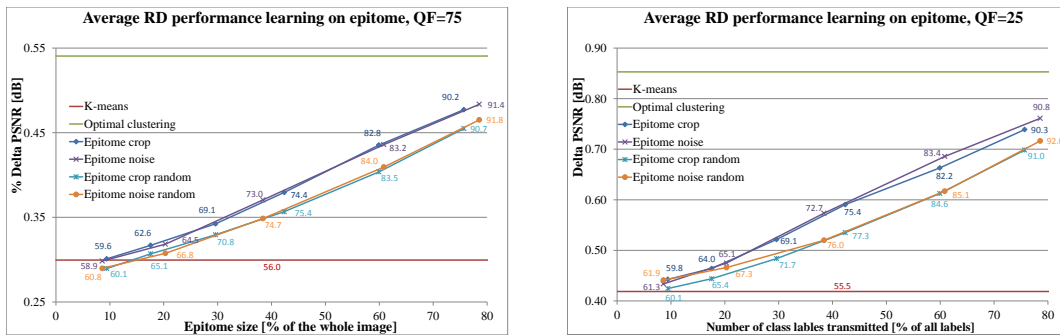 Average RD performance learning on epitome, QF=75
0.55
0.45
0.35
0.25
% Delta PSNR [dB]
K-means
Optimal clustering
Epitome crop
Epitome noise
Epitome crop random
Epitome noise random
59.6
62.6
69.1
73.0
74.4
82.8
90.2
91.4
91.8
90.7
83.2
84.0
83.5
74.7
75.4
70.8
64.5
66.8
65.1
58.9
60.8
60.1
56.0
0 10 20 30 40 50 60 70 80
Epitome size [% of the whole image]
Average RD performance learning on epitome, QF=25
0.90
0.80
0.70
0.60
0.50
0.40
Delta PSNR [dB]
K-means
Optimal clustering
Epitome crop
Epitome noise
Epitome crop random
Epitome noise random
90.8
90.3
92.0
91.0
83.4
82.2
85.1
84.6
72.7
75.4
76.0
77.3
69.1
71.7
65.1
64.0
67.3
65.4
61.9
59.8
61.3
60.1
55.5
0 10 20 30 40 50 60 70 80
Number of class lables transmitted [% of all labels]